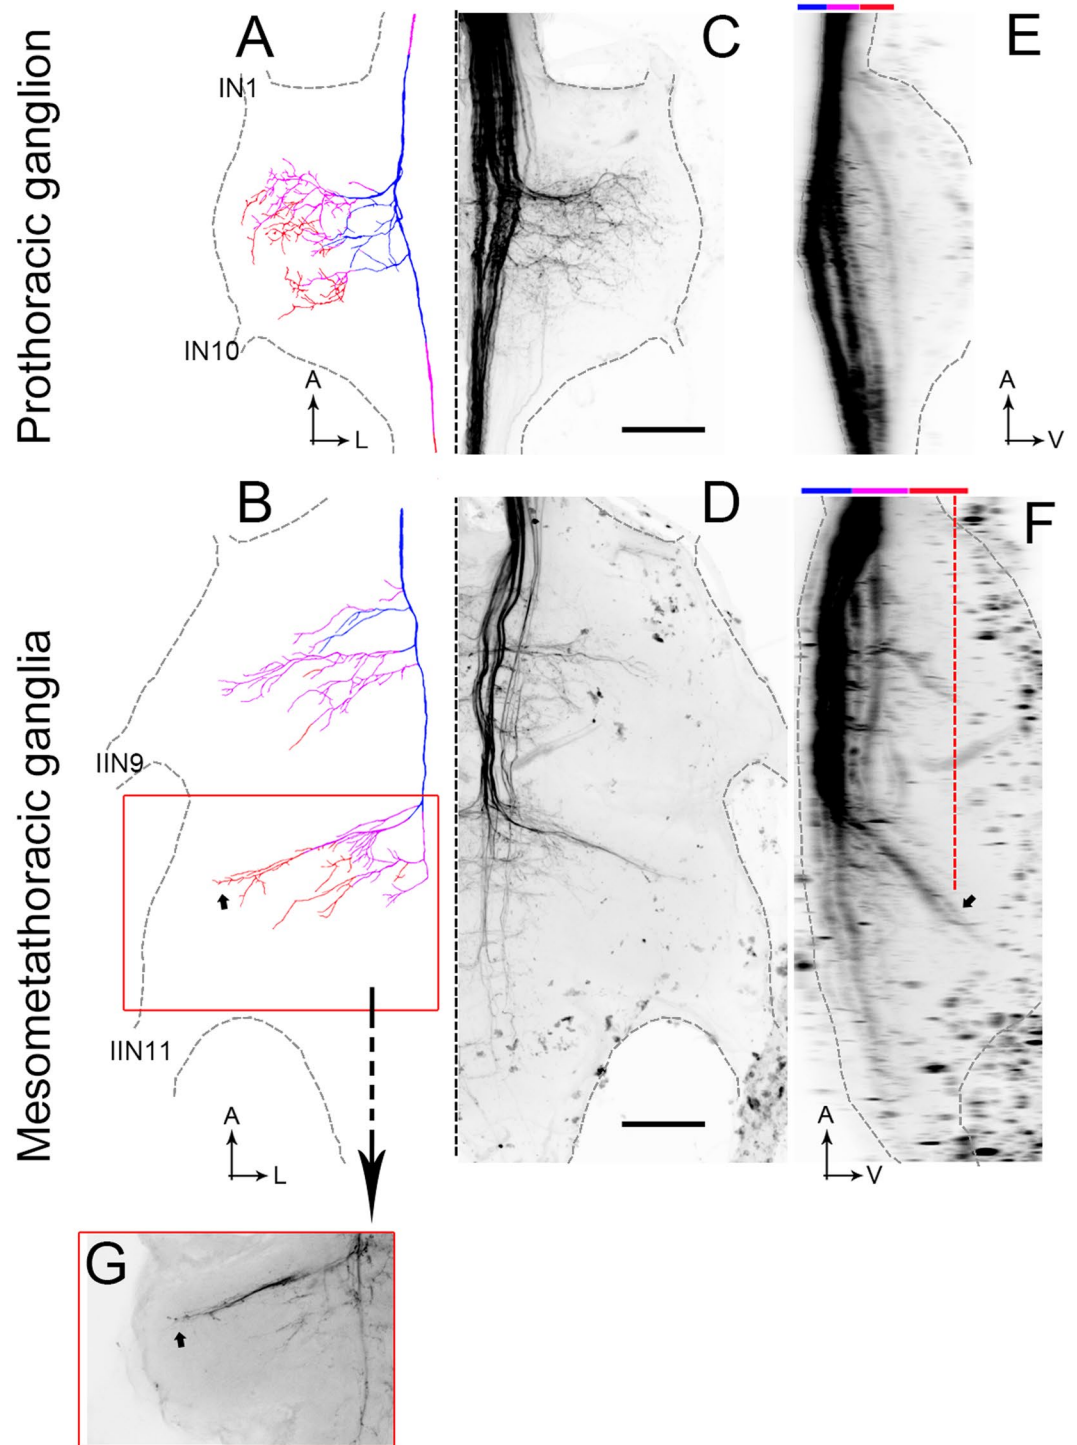 Prothoracic ganglion
A
C
E
IN1
IN10
A
L
A
V
Mesometathoracic ganglia
B
D
F
IIN9
IIN11
A
L
A
V
G